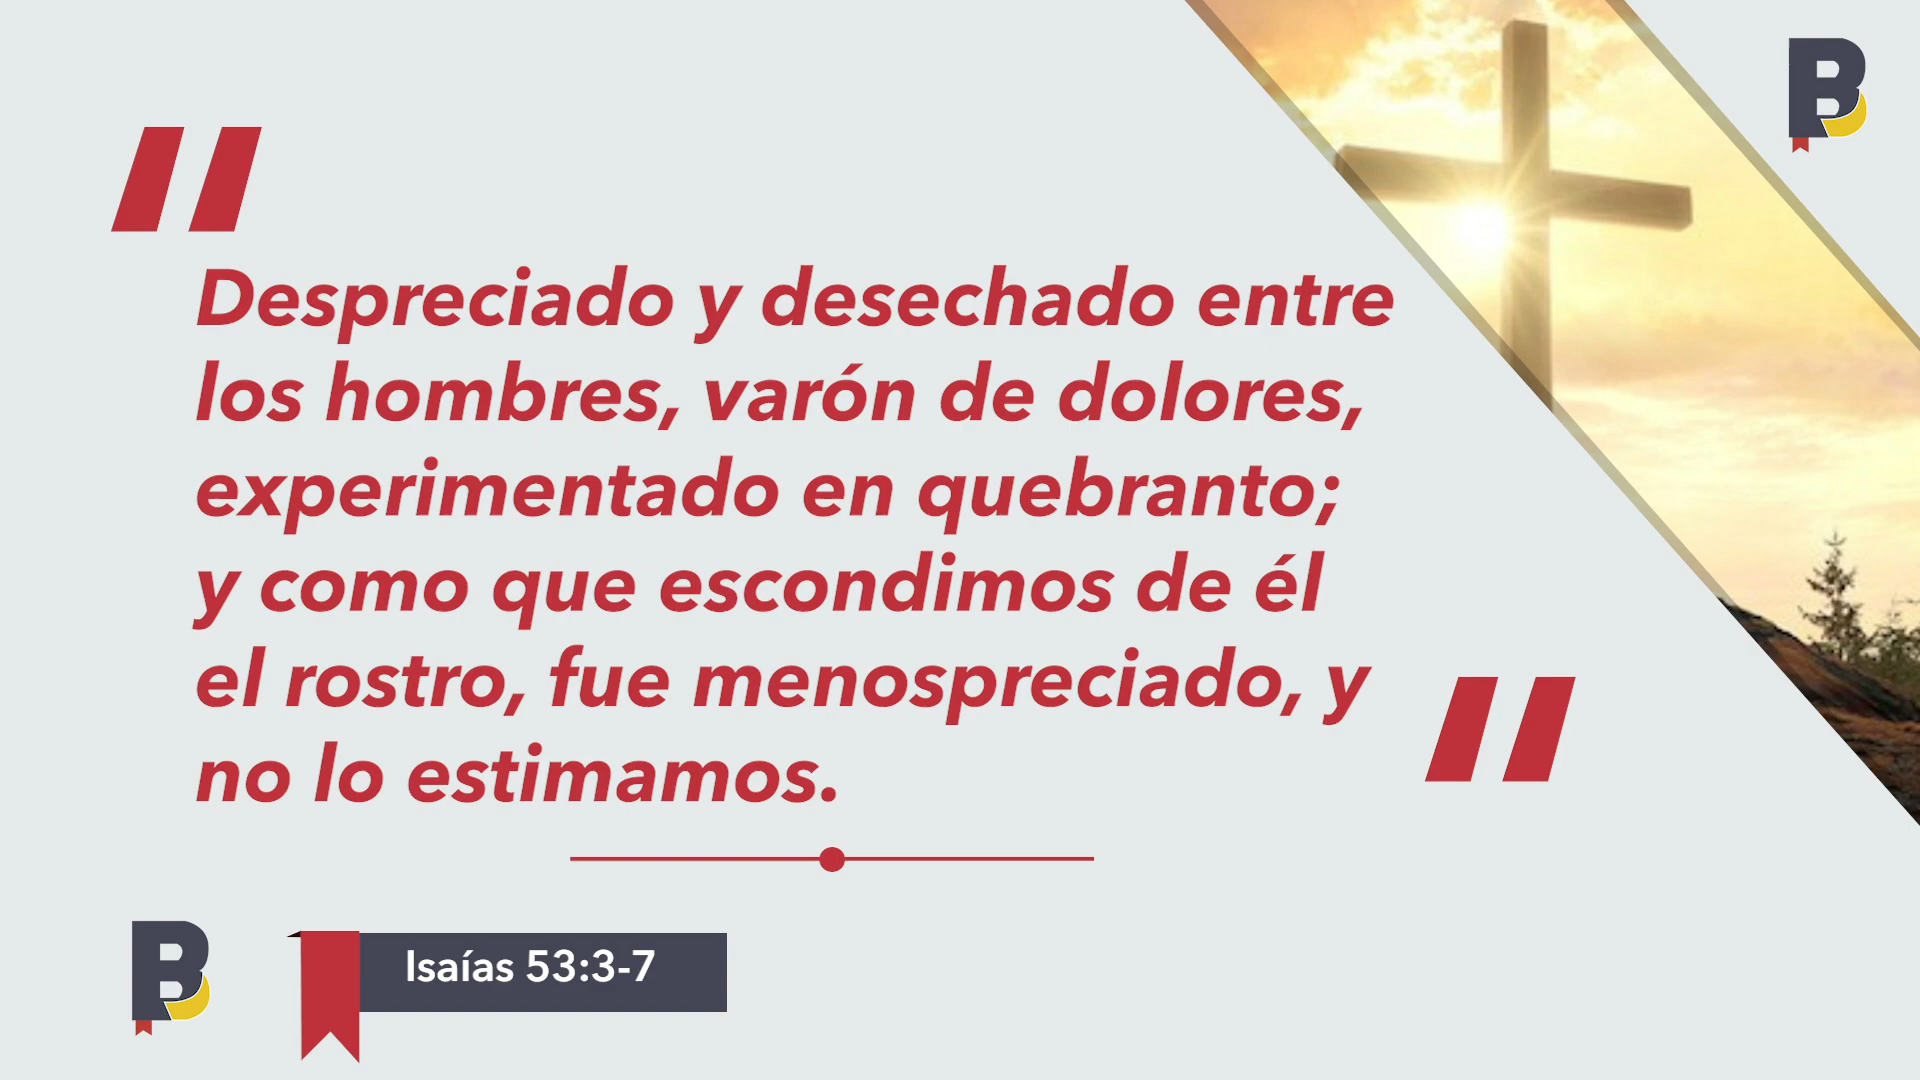 Despreciado y desechado entre
los hombres, varón de dolores,
experimentado en quebranto;
y como que escondimos de él
el rostro, fue menospreciado, y
no lo estimamos.
Isaías 53:3-7